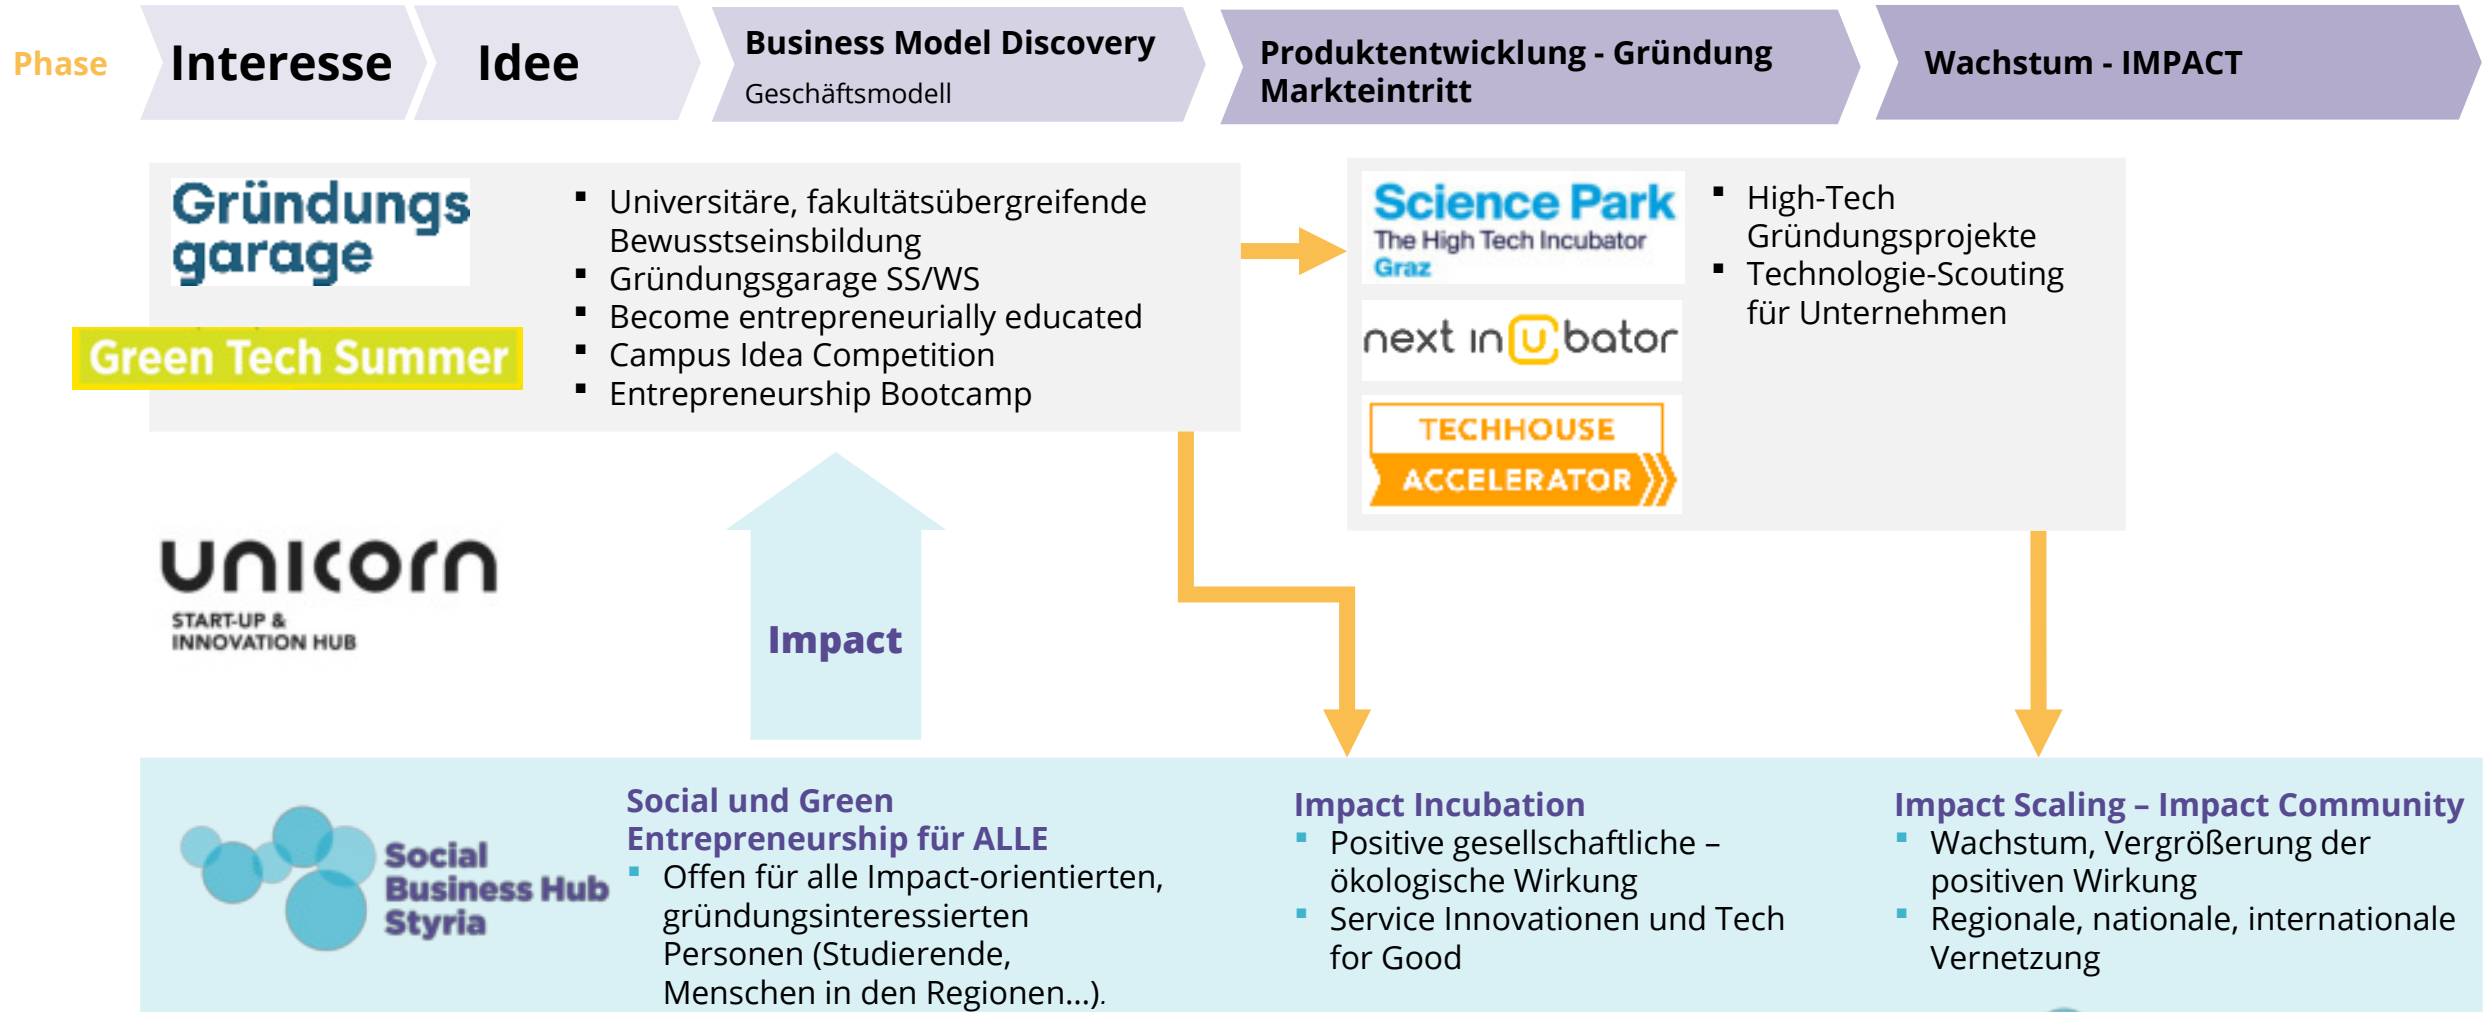 Phase
Interesse
Idee
Business Model Discovery
Geschäftsmodell
Produktentwicklung - Gründung
Markteintritt
Wachstum - IMPACT
Gründungs
garage
Green Tech Summer
▪ Universitäre, fakultätsübergreifende
Bewusstseinsbildung
▪ Gründungsgarage SS/WS
▪ Become entrepreneurially educated
▪ Campus Idea Competition
▪ Entrepreneurship Bootcamp
Science Park
The High Tech Incubator
Graz
next incubator
TECHHOUSE
ACCELERATOR
▪ High-Tech
Gründungsprojekte
▪ Technologie-Scouting
für Unternehmen
unicorn
START-UP &
INNOVATION HUB
Impact
Social
Business Hub
Styria
Social und Green
Entrepreneurship für ALLE
▪ Offen für alle Impact-orientierten,
gründungsinteressierten
Personen (Studierende,
Menschen in den Regionen...).
Impact Incubation
▪ Positive gesellschaftliche –
ökologische Wirkung
▪ Service Innovationen und Tech
for Good
Impact Scaling – Impact Community
▪ Wachstum, Vergrößerung der
positiven Wirkung
▪ Regionale, nationale, internationale
Vernetzung